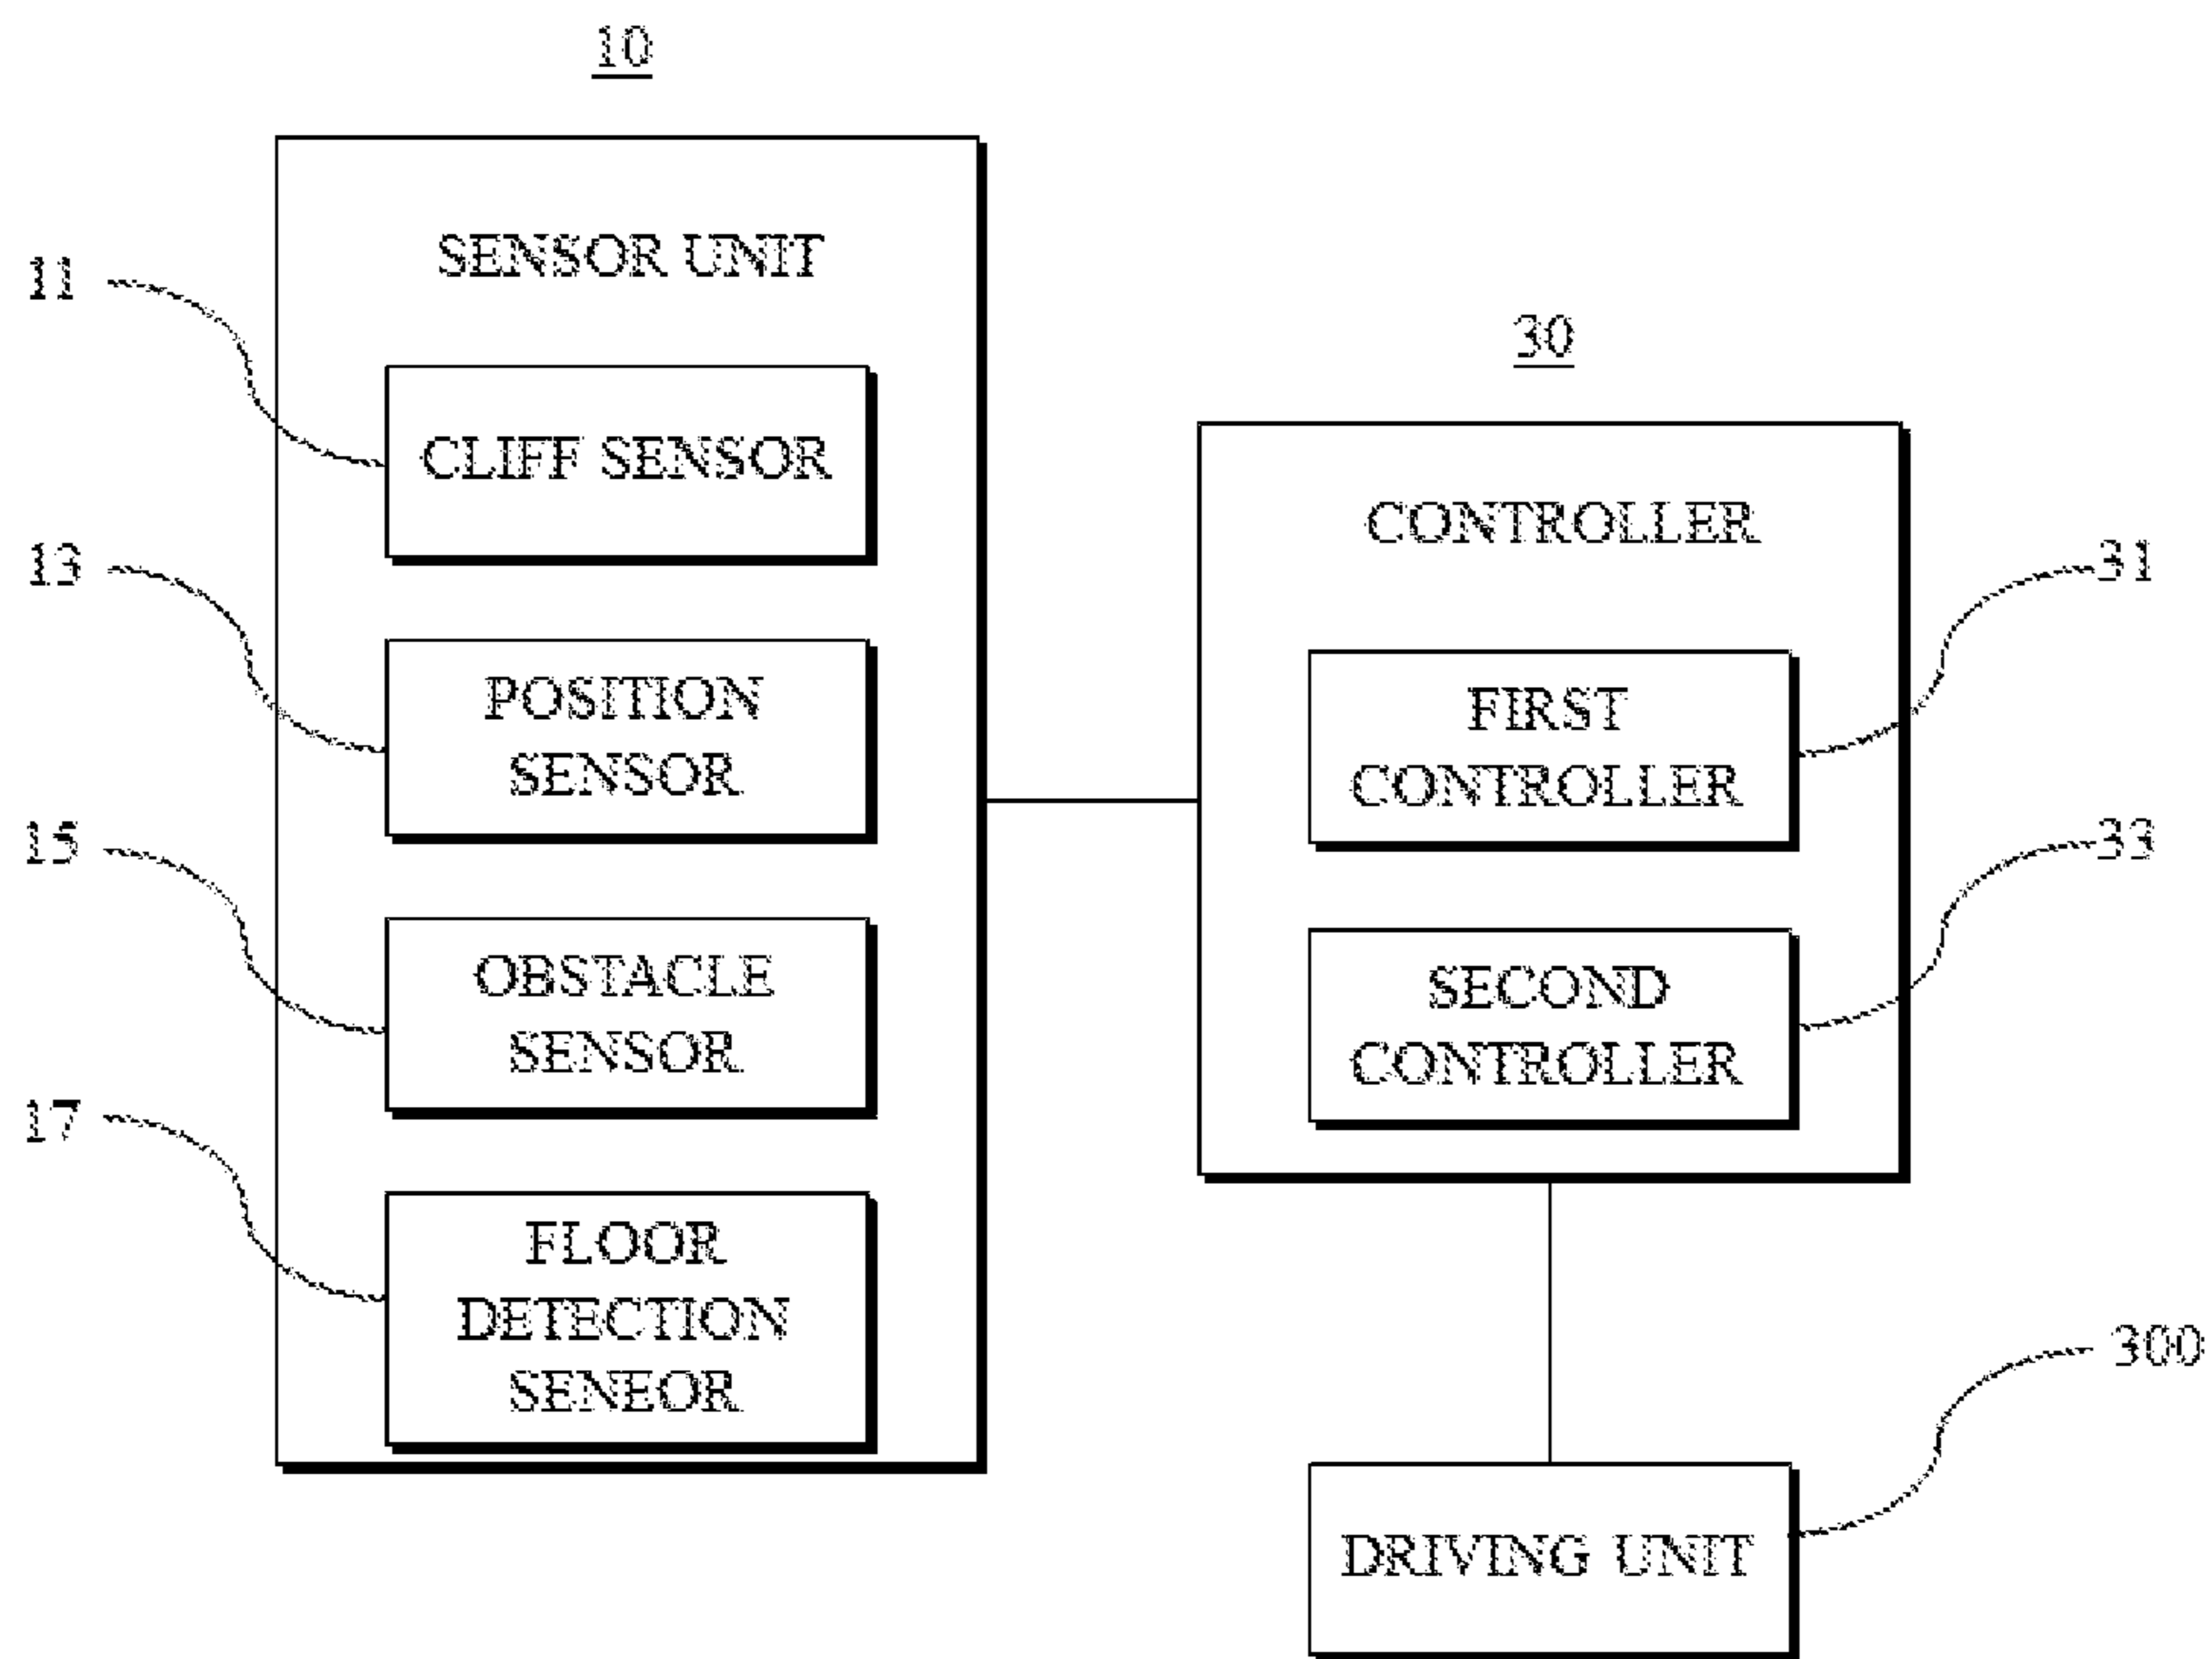 10
SENSOR UNIT
11
CLIFF SENSOR
13
POSITION
SENSOR
15
OBSTACLE
SENSOR
17
FLOOR
DETECTION
SENEOR
30
CONTROLLER
31
FIRST
CONTROLLER
33
SECOND
CONTROLLER
300
DRIVING UNIT